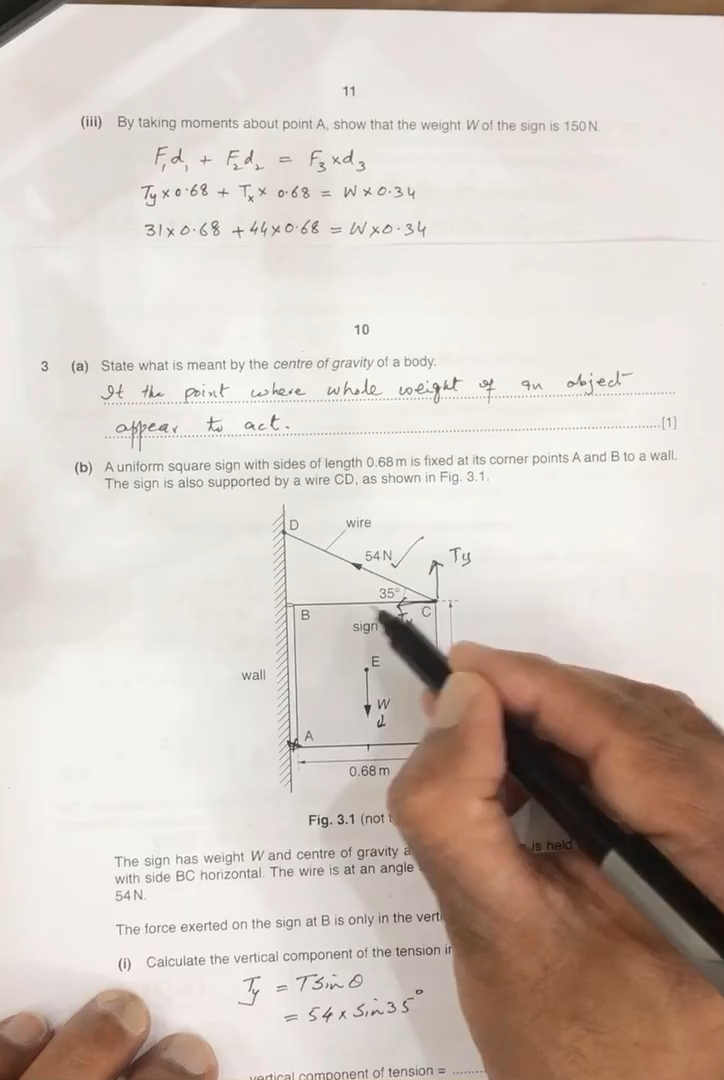 11
(iii) By taking moments about point A, show that the weight W of the sign is 150 N.
F₁d₁ + F₂d₂ = F₃×d₃
Ty × 0.68 + Tx × 0.68 = W × 0.34
31 × 0.68 + 44 × 0.68 = W × 0.34
10
3 (a) State what is meant by the centre of gravity of a body.
It the point where whole weight of an object
appear to act.
[1]
(b) A uniform square sign with sides of length 0.68 m is fixed at its corner points A and B to a wall.
The sign is also supported by a wire CD, as shown in Fig. 3.1.
D
wire
54 N
Ty
35°
B
C
sign
E
wall
W
A
0.68 m
Fig. 3.1 (not
The sign has weight W and centre of gravity
is held
with side BC horizontal. The wire is at an angle
54 N.
The force exerted on the sign at B is only in the
(i) Calculate the vertical component of the tension
Ty = T sin θ
= 54 × sin 35°
vertical component of tension =